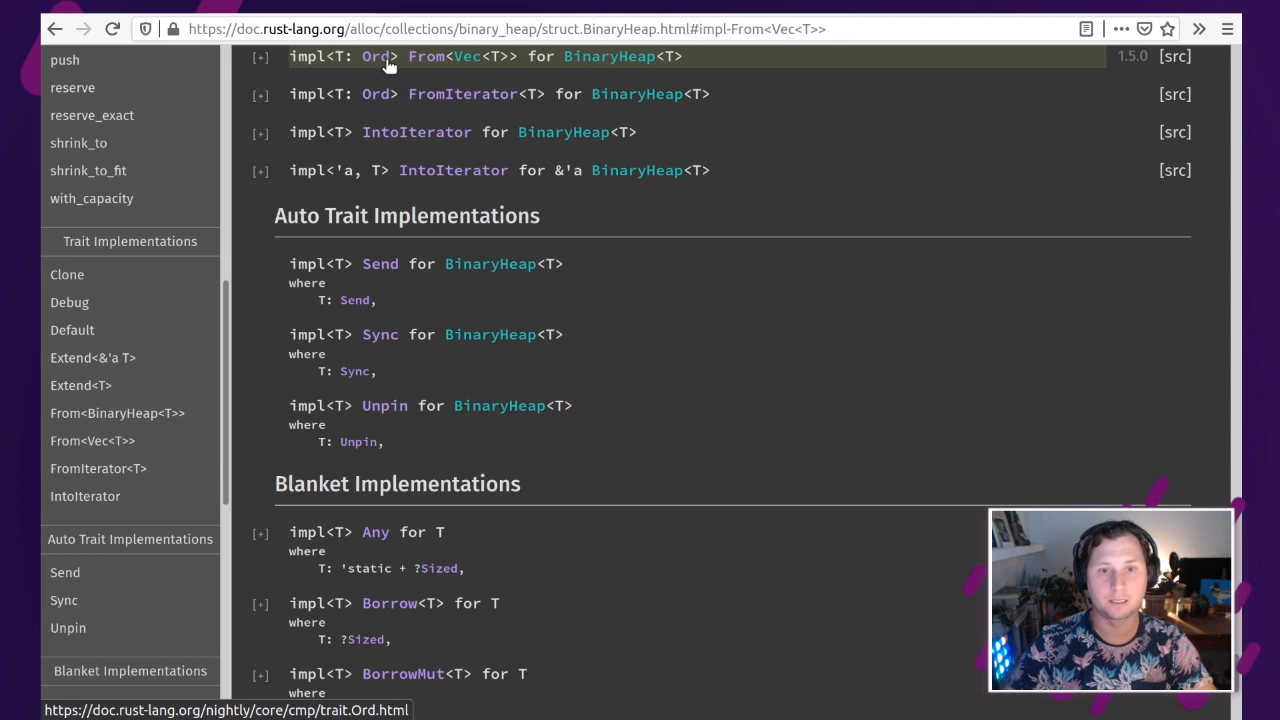 https://doc.rust-lang.org/alloc/collections/binary_heap/struct.BinaryHeap.html#impl-From<Vec<T>>
push
reserve
reserve_exact
shrink_to
shrink_to_fit
with_capacity
Trait Implementations
Clone
Debug
Default
Extend<&'a T>
Extend<T>
From<BinaryHeap<T>>
From<Vec<T>>
FromIterator<T>
IntoIterator
Auto Trait Implementations
Send
Sync
Unpin
Blanket Implementations
[+] impl<T: Ord> From<Vec<T>> for BinaryHeap<T> 1.5.0 [src]
[+] impl<T: Ord> FromIterator<T> for BinaryHeap<T> [src]
[+] impl<T> IntoIterator for BinaryHeap<T> [src]
[+] impl<'a, T> IntoIterator for &'a BinaryHeap<T> [src]
Auto Trait Implementations
impl<T> Send for BinaryHeap<T>
where
T: Send,
impl<T> Sync for BinaryHeap<T>
where
T: Sync,
impl<T> Unpin for BinaryHeap<T>
where
T: Unpin,
Blanket Implementations
[+] impl<T> Any for T
where
T: 'static + ?Sized,
[+] impl<T> Borrow<T> for T
where
T: ?Sized,
[+] impl<T> BorrowMut<T> for T
where
https://doc.rust-lang.org/nightly/core/cmp/trait.Ord.html